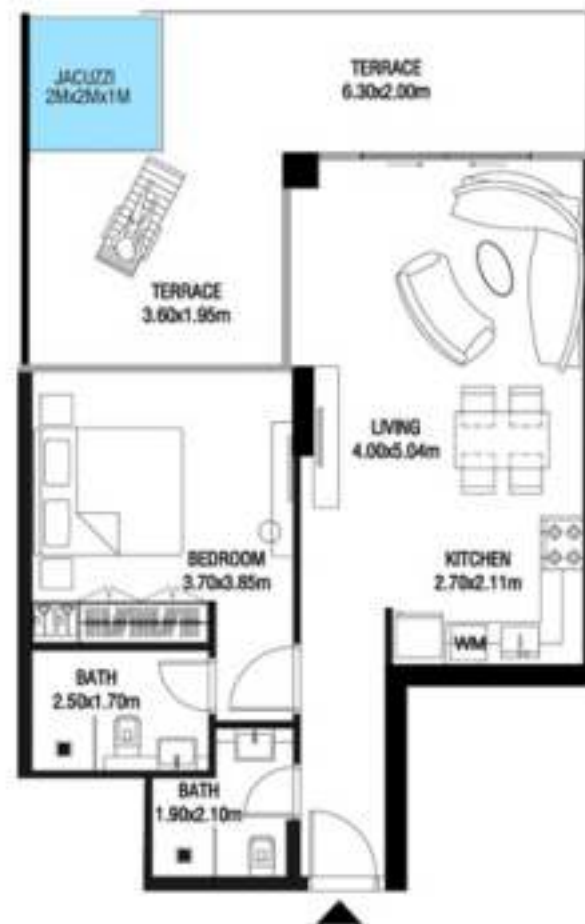 JACUZZI
2Mx2Mx1M
TERRACE
6.30x2.00m
TERRACE
3.60x1.95m
LIVING
4.00x5.04m
BEDROOM
3.70x3.85m
KITCHEN
2.70x2.11m
WM
BATH
2.50x1.70m
BATH
1.90x2.10m